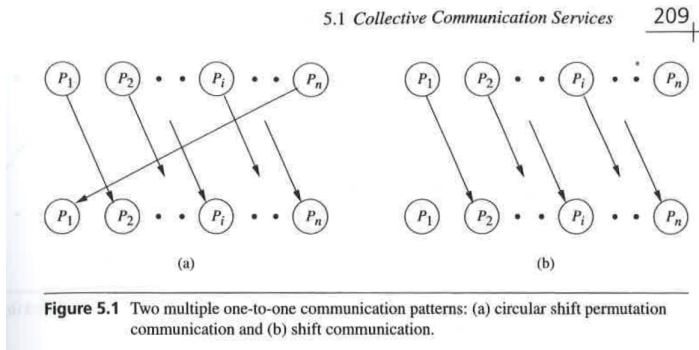 5.1 Collective Communication Services 209
P1 P2 • • Pi • • Pn P1 P2 • • Pi • • Pn
P1 P2 • • Pi • • Pn P1 P2 • • Pi • • Pn
(a) (b)
Figure 5.1 Two multiple one-to-one communication patterns: (a) circular shift permutation
communication and (b) shift communication.